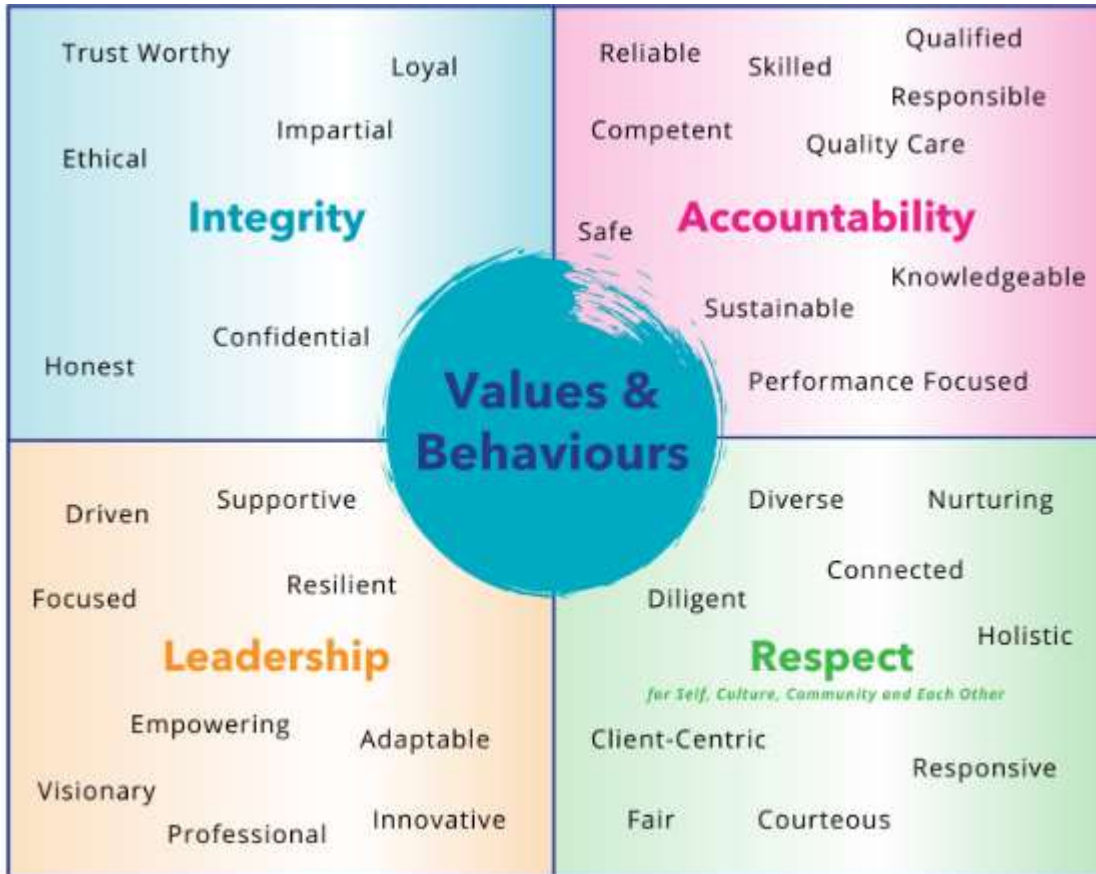 Trust Worthy
Loyal
Impartial
Ethical
Integrity
Confidential
Honest
Reliable
Skilled
Qualified
Responsible
Competent
Quality Care
Safe
Accountability
Knowledgeable
Sustainable
Performance Focused
Values &
Behaviours
Driven
Supportive
Resilient
Focused
Leadership
Empowering
Adaptable
Visionary
Professional
Innovative
Diverse
Nurturing
Connected
Diligent
Holistic
Respect
for Self, Culture, Community and Each Other
Client-Centric
Responsive
Fair
Courteous